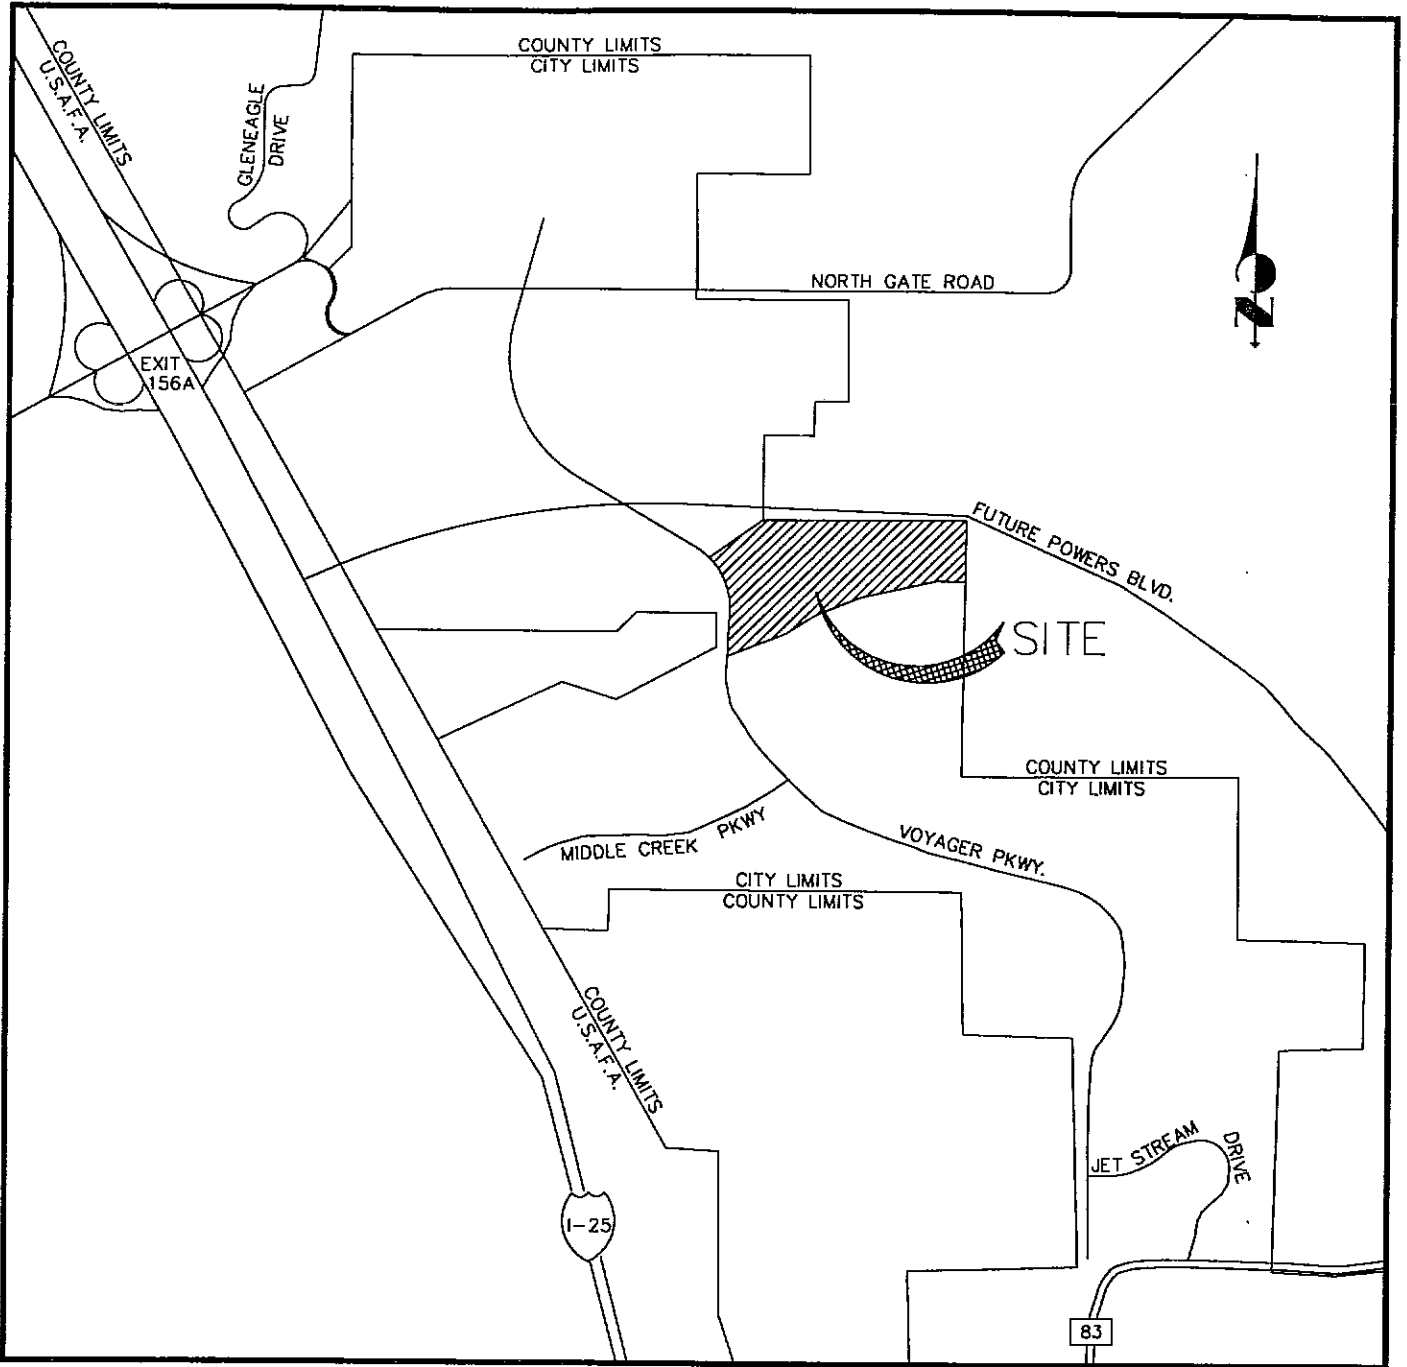 COUNTY LIMITS
CITY LIMITS
COUNTY LIMITS
U.S.A.F.A.
GLENEAGLE
DRIVE
NORTH GATE ROAD
N
EXIT
156A
FUTURE POWERS BLVD.
SITE
COUNTY LIMITS
CITY LIMITS
MIDDLE CREEK PKWY
VOYAGER PKWY.
CITY LIMITS
COUNTY LIMITS
COUNTY LIMITS
U.S.A.F.A.
JET STREAM DRIVE
I-25
83